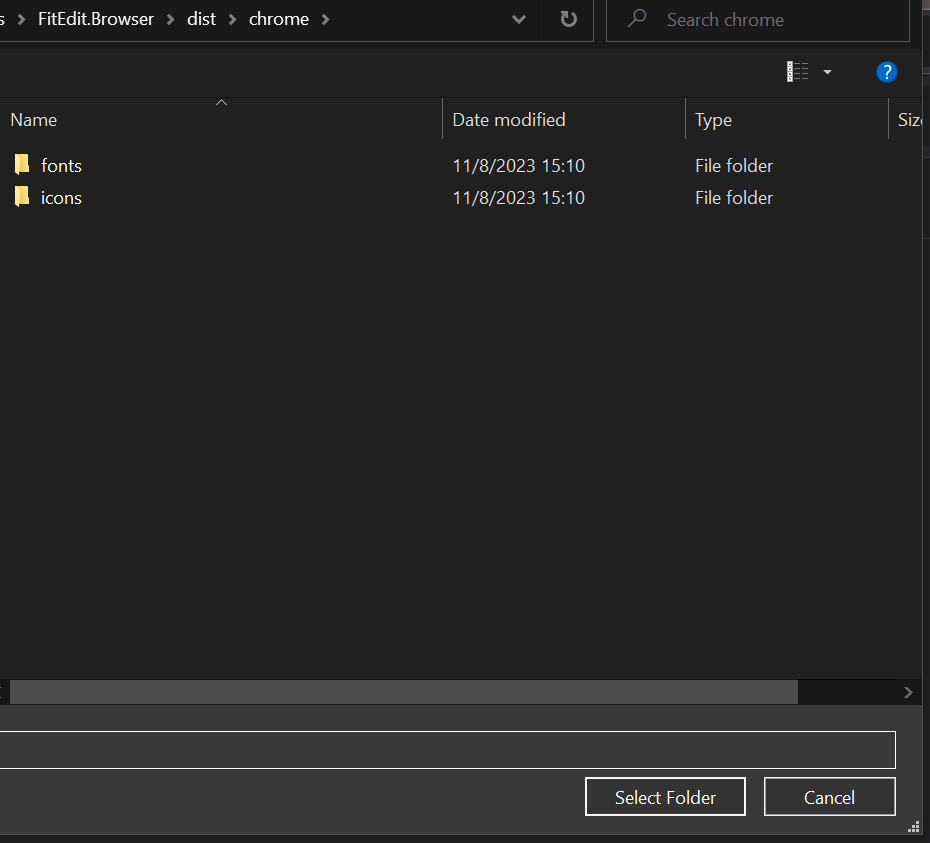 s > FitEdit.Browser > dist > chrome >
Search chrome
?
Name Date modified Type Siz
fonts 11/8/2023 15:10 File folder
icons 11/8/2023 15:10 File folder
Select Folder Cancel